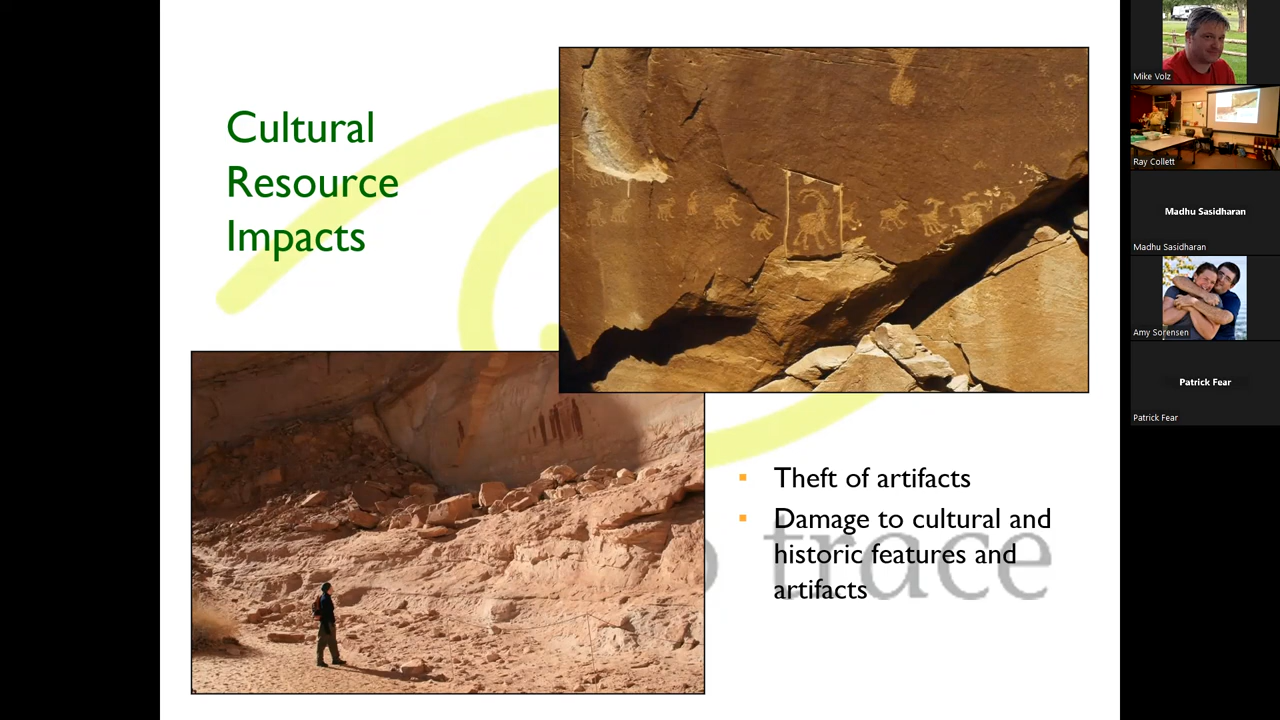 Cultural
Resource
Impacts
Theft of artifacts
Damage to cultural and
historic features and
artifacts
trace
Mike Volz
Ray Collett
Madhu Sasidharan
Madhu Sasidharan
Amy Sorensen
Patrick Fear
Patrick Fear